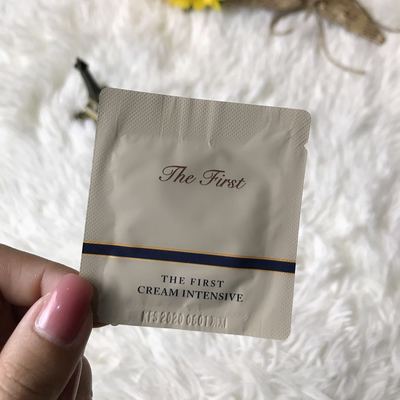 The First
THE FIRST
CREAM INTENSIVE